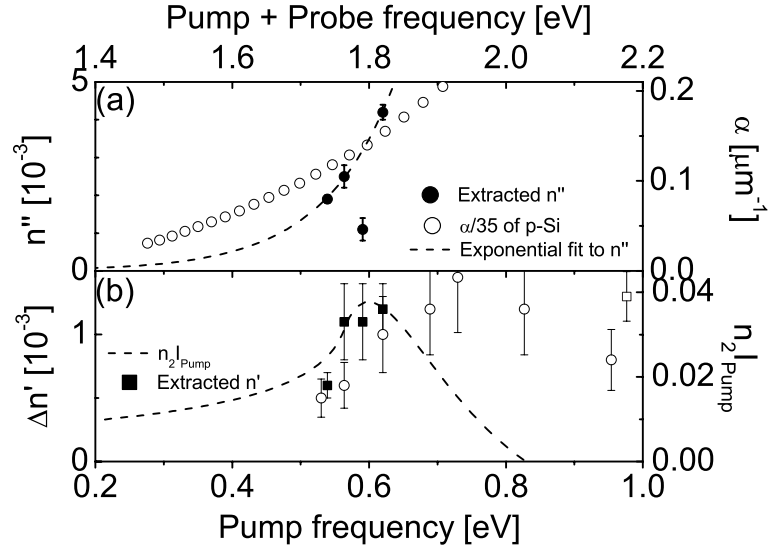 Pump + Probe frequency [eV]
1.4 1.6 1.8 2.0 2.2
5 (a) 0.2
n" [10⁻³] α [μm⁻¹]
0.1
Extracted n"
α/35 of p-Si
Exponential fit to n"
0 0.0
(b) 0.04
1
Δn' [10⁻³] n₂I_Pump
n₂I_Pump
Extracted n'
0.02
0 0.00
0.2 0.4 0.6 0.8 1.0
Pump frequency [eV]